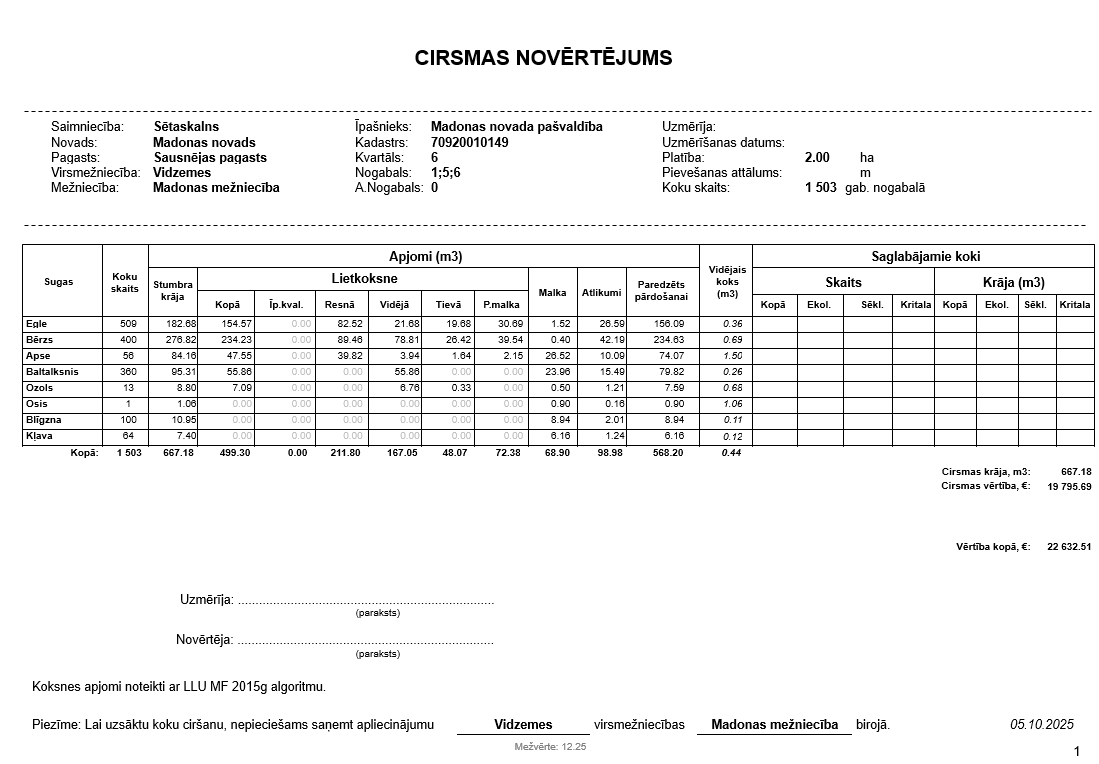 CIRSMAS NOVĒRTĒJUMS
Saimniecība: Sētaskalns Īpašnieks: Madonas novada pašvaldība Uzmērīja:
Novads: Madonas novads Kadastrs: 70920010149 Uzmērīšanas datums:
Pagasts: Sausnējas pagasts Kvartāls: 6 Platība: 2.00 ha
Virsmežniecība: Vidzemes Nogabals: 1;5;6 Pievešanas attālums: m
Mežniecība: Madonas mežniecība A.Nogabals: 0 Koku skaits: 1 503 gab. nogabalā
Sugas Koku skaits Apjomi (m3) Vidējais koks (m3) Saglabājamie koki
Stumbra krāja Lietkoksne Malka Atlikumi Paredzēts pārdošanai Skaits Krāja (m3)
Kopā Īp.kval. Resnā Vidējā Tievā P.malka Kopā Ekol. Sēkl. Kritala Kopā Ekol. Sēkl. Kritala
Egle 509 182.68 154.57 0.00 82.52 21.68 19.68 30.69 1.52 26.59 156.09 0.36
Bērzs 400 276.82 234.23 0.00 89.46 78.81 26.42 39.54 0.40 42.19 234.63 0.69
Apse 56 84.16 47.55 0.00 39.82 3.94 1.64 2.15 26.52 10.09 74.07 1.50
Baltalksnis 360 95.31 55.86 0.00 0.00 55.86 0.00 0.00 23.96 15.49 79.82 0.26
Ozols 13 8.80 7.09 0.00 0.00 6.76 0.33 0.00 0.50 1.21 7.59 0.68
Osis 1 1.06 0.00 0.00 0.00 0.00 0.00 0.00 0.90 0.16 0.90 1.06
Blīgzna 100 10.95 0.00 0.00 0.00 0.00 0.00 0.00 8.94 2.01 8.94 0.11
Kļava 64 7.40 0.00 0.00 0.00 0.00 0.00 0.00 6.16 1.24 6.16 0.12
Kopā: 1 503 667.18 499.30 0.00 211.80 167.05 48.07 72.38 68.90 98.98 568.20 0.44
Cirsmas krāja, m3: 667.18
Cirsmas vērtība, €: 19 795.69
Vērtība kopā, €: 22 632.51
Uzmērīja: ..........................................................................
(paraksts)
Novērtēja: ..........................................................................
(paraksts)
Koksnes apjomi noteikti ar LLU MF 2015g algoritmu.
Piezīme: Lai uzsāktu koku ciršanu, nepieciešams saņemt apliecinājumu Vidzemes virsmežniecības Madonas mežniecība birojā. 05.10.2025
Mežvērte: 12.25
1